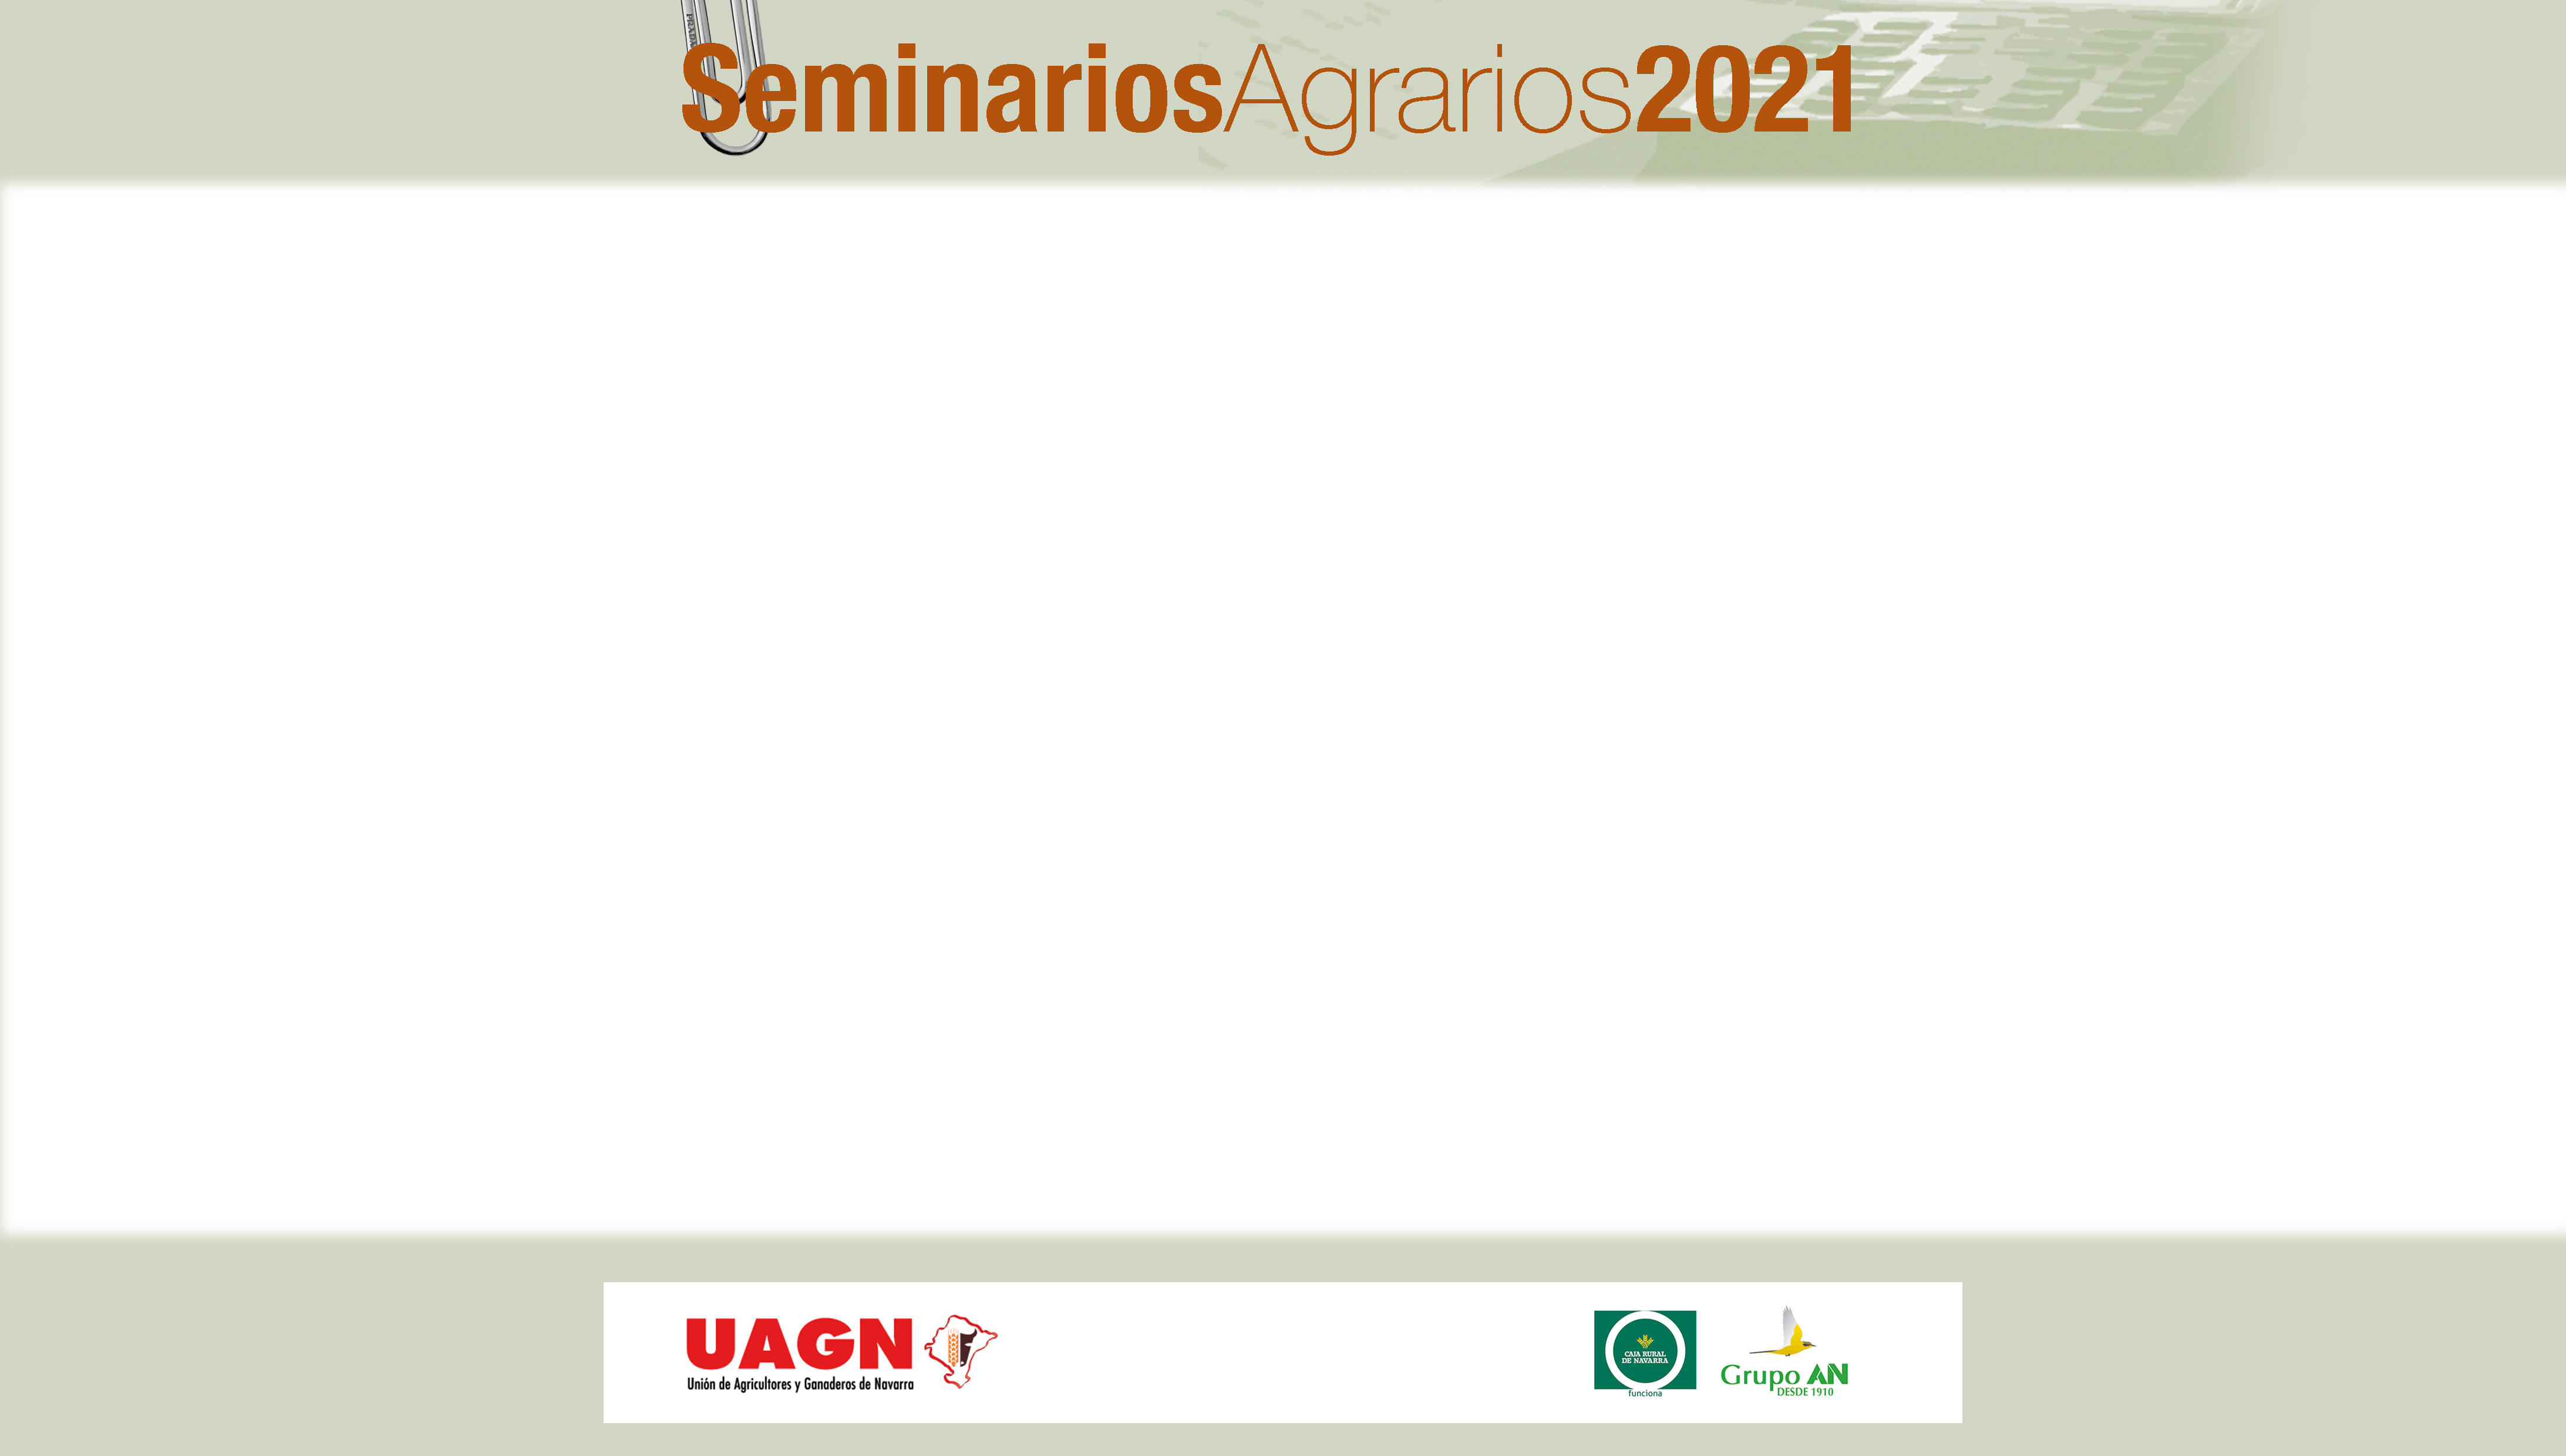 SeminariosAgrarios2021
UAGN
Unión de Agricultores y Ganaderos de Navarra
CAJA RURAL
DE NAVARRA
funciona
Grupo AN
DESDE 1910